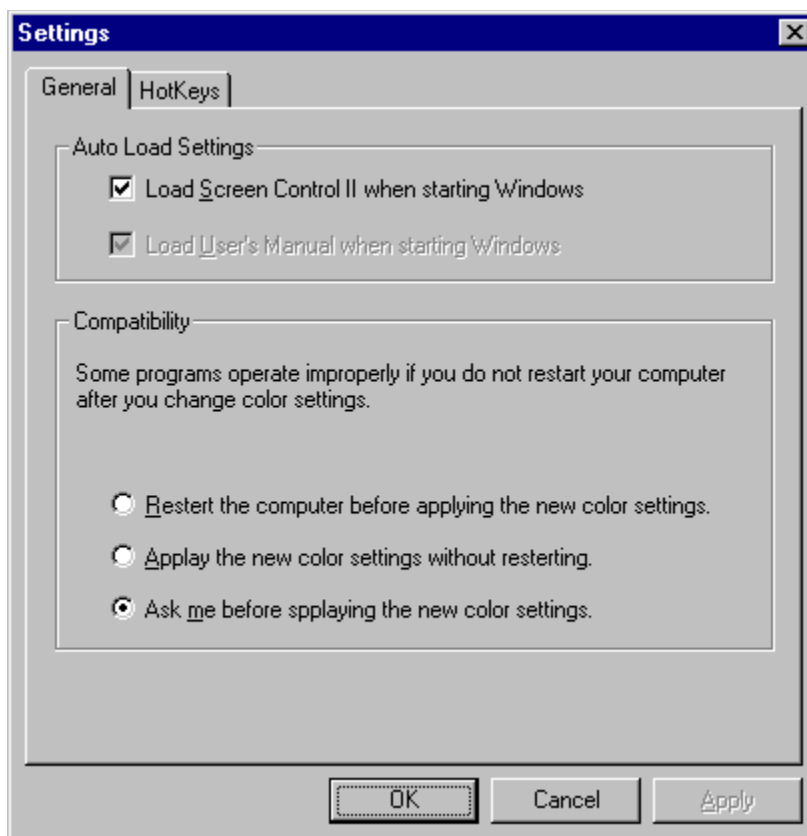 Settings
General HotKeys
Auto Load Settings
Load Screen Control II when starting Windows
Load User's Manual when starting Windows
Compatibility
Some programs operate improperly if you do not restart your computer
after you change color settings.
Restert the computer before applying the new color settings.
Applay the new color settings without resterting.
Ask me before spplaying the new color settings.
OK Cancel Apply